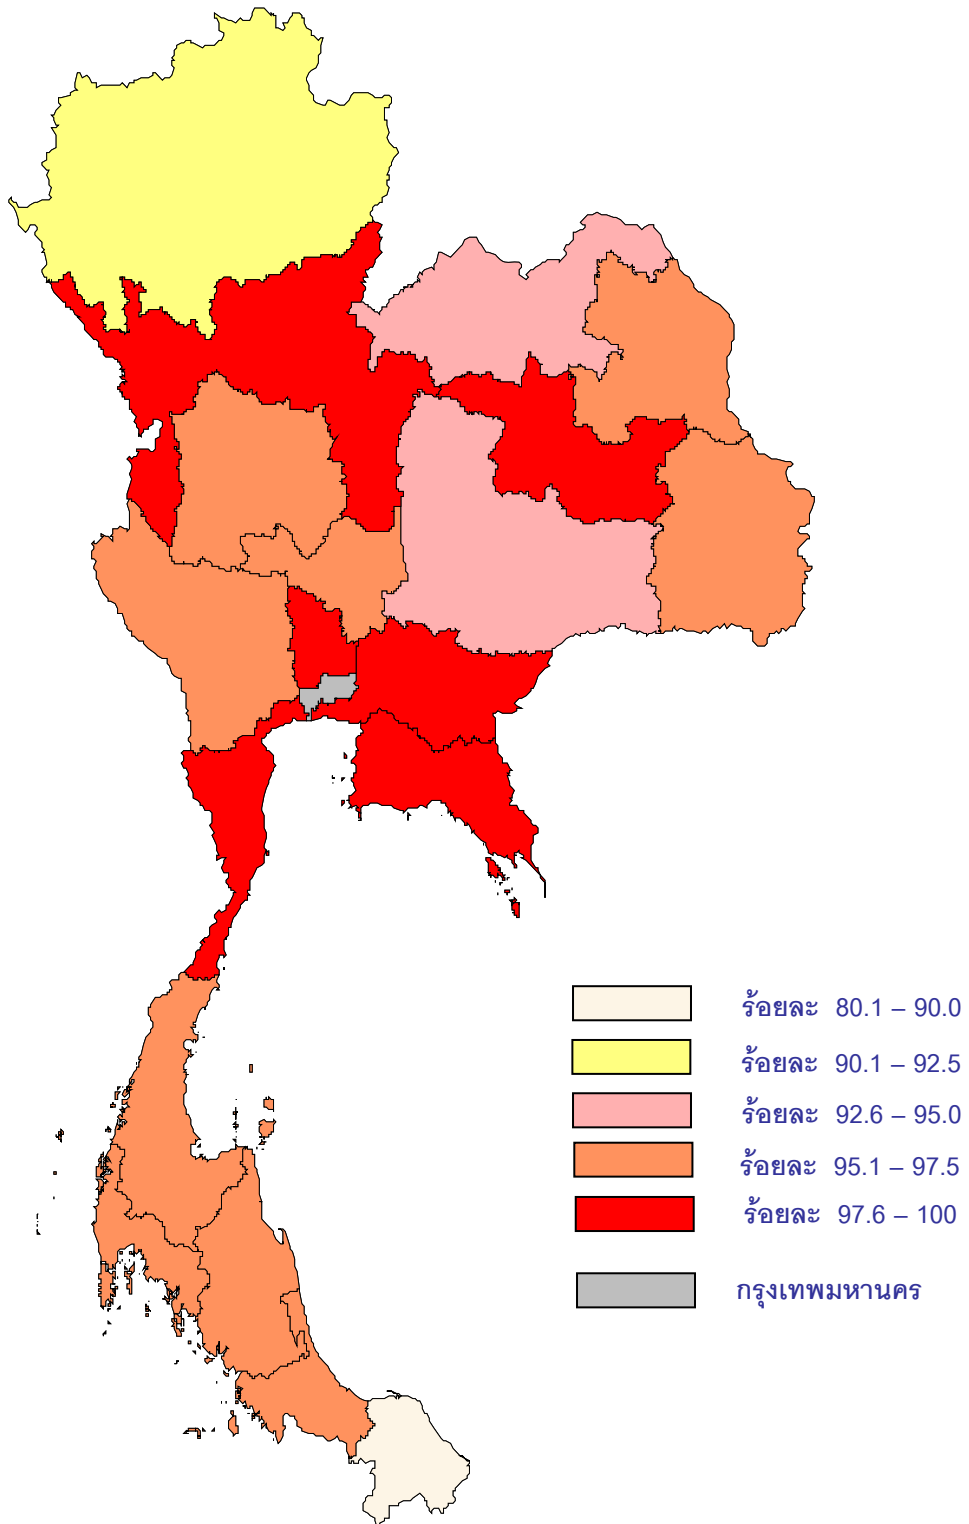 ร้อยละ 80.1 – 90.0
ร้อยละ 90.1 – 92.5
ร้อยละ 92.6 – 95.0
ร้อยละ 95.1 – 97.5
ร้อยละ 97.6 – 100
กรุงเทพมหานคร